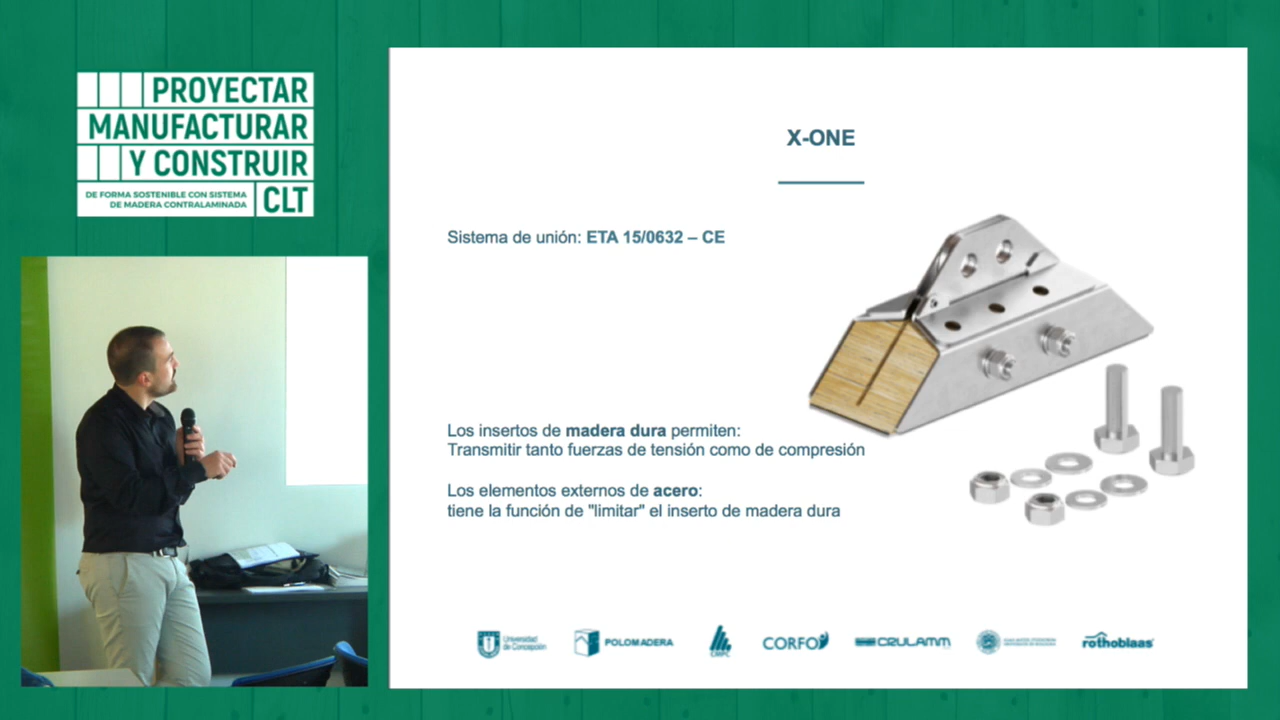 PROYECTAR
MANUFACTURAR
Y CONSTRUIR
DE FORMA SOSTENIBLE CON SISTEMA
DE MADERA CONTRALAMINADA
CLT
X-ONE
Sistema de unión: ETA 15/0632 – CE
Los insertos de madera dura permiten:
Transmitir tanto fuerzas de tensión como de compresión
Los elementos externos de acero:
tiene la función de "limitar" el inserto de madera dura
Universidad
de Concepción
POLOMADERA
CMPC
CORFO
CRULAMM
rothoblaas